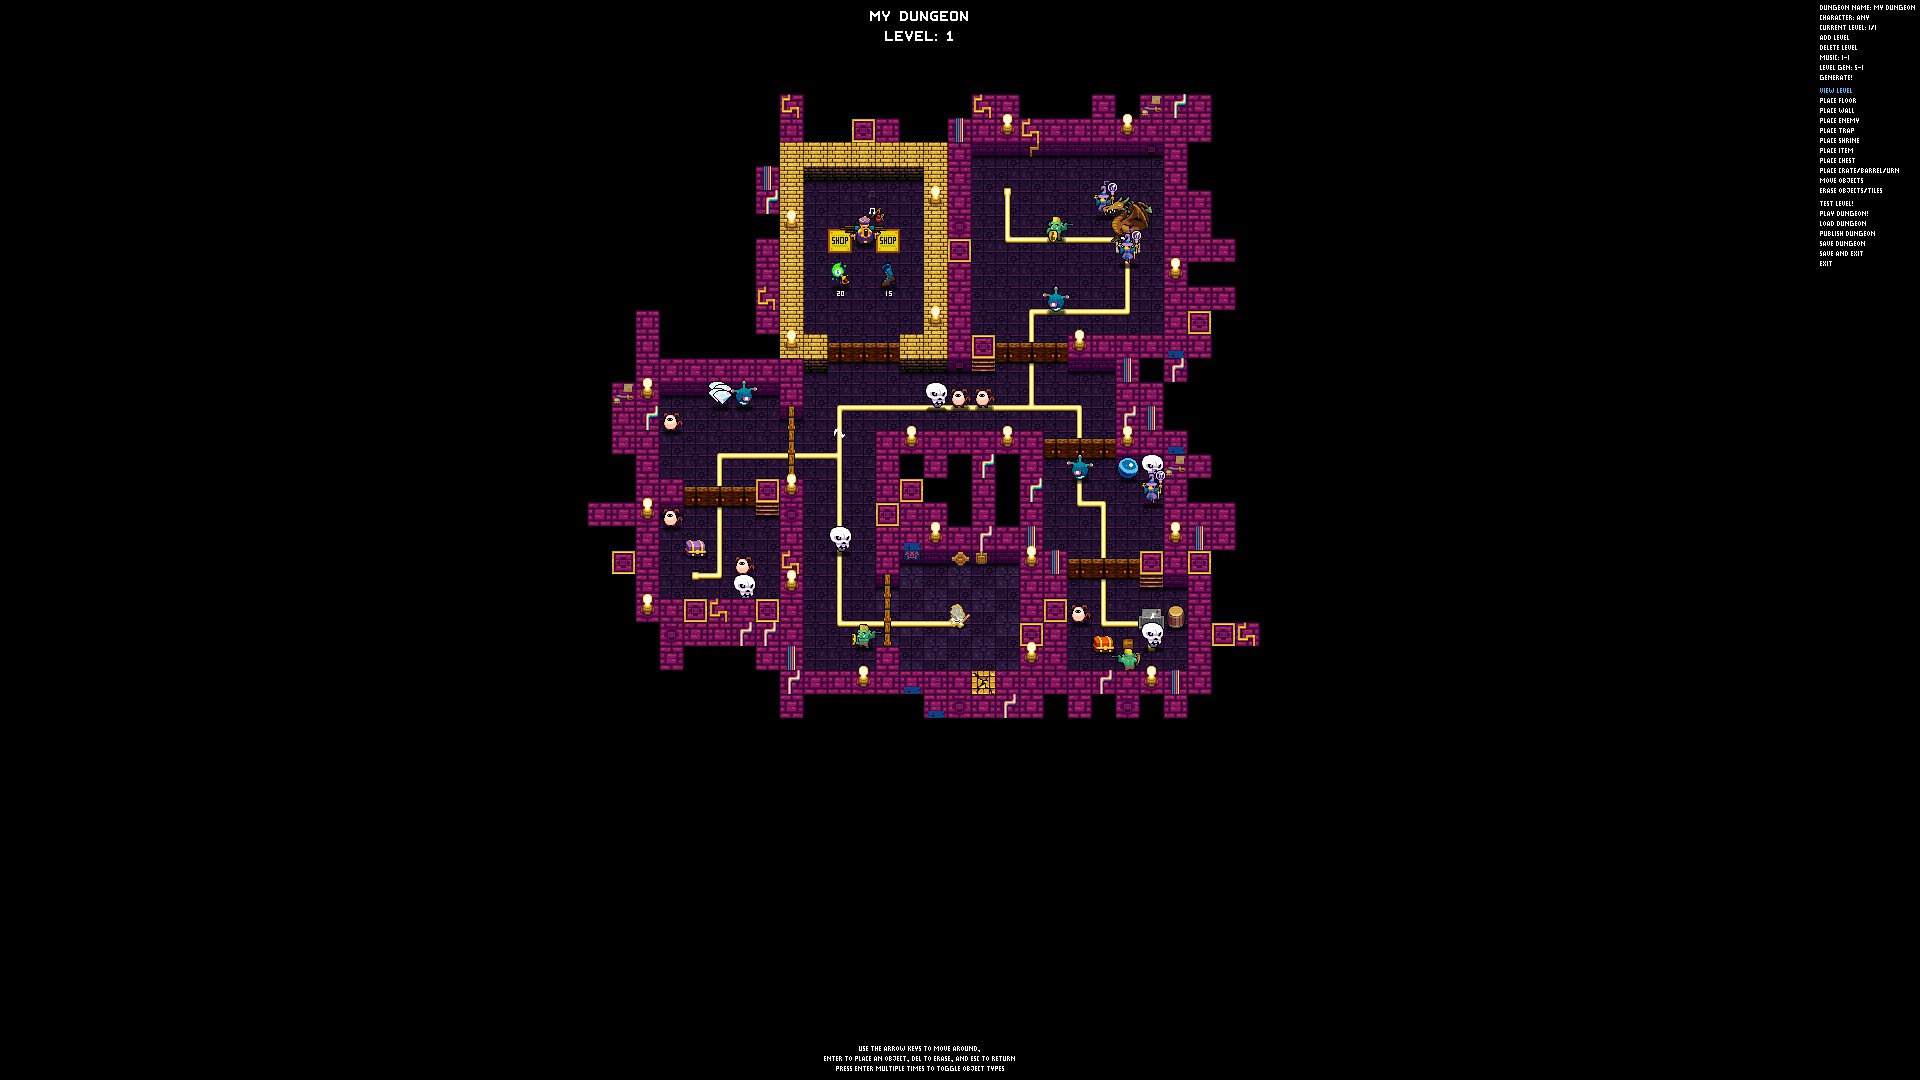 MY DUNGEON
LEVEL: 1
DUNGEON NAME: MY DUNGEON
CHARACTER: ANY
CURRENT LEVEL: 1/1
ADD LEVEL
DELETE LEVEL
MUSIC: 1-1
LEVEL GEN: 5-1
GENERATE!
VIEW LEVEL
PLACE FLOOR
PLACE WALL
PLACE ENEMY
PLACE TRAP
PLACE SHRINE
PLACE ITEM
PLACE CHEST
PLACE CRATE/BARREL/URN
MOVE OBJECTS
ERASE OBJECTS/TILES
TEST LEVEL!
PLAY DUNGEON!
LOAD DUNGEON
PUBLISH DUNGEON
SAVE DUNGEON
SAVE AND EXIT
EXIT
SHOP SHOP
20 15
USE THE ARROW KEYS TO MOVE AROUND,
ENTER TO PLACE AN OBJECT, DEL TO ERASE, AND ESC TO RETURN
PRESS ENTER MULTIPLE TIMES TO TOGGLE OBJECT TYPES